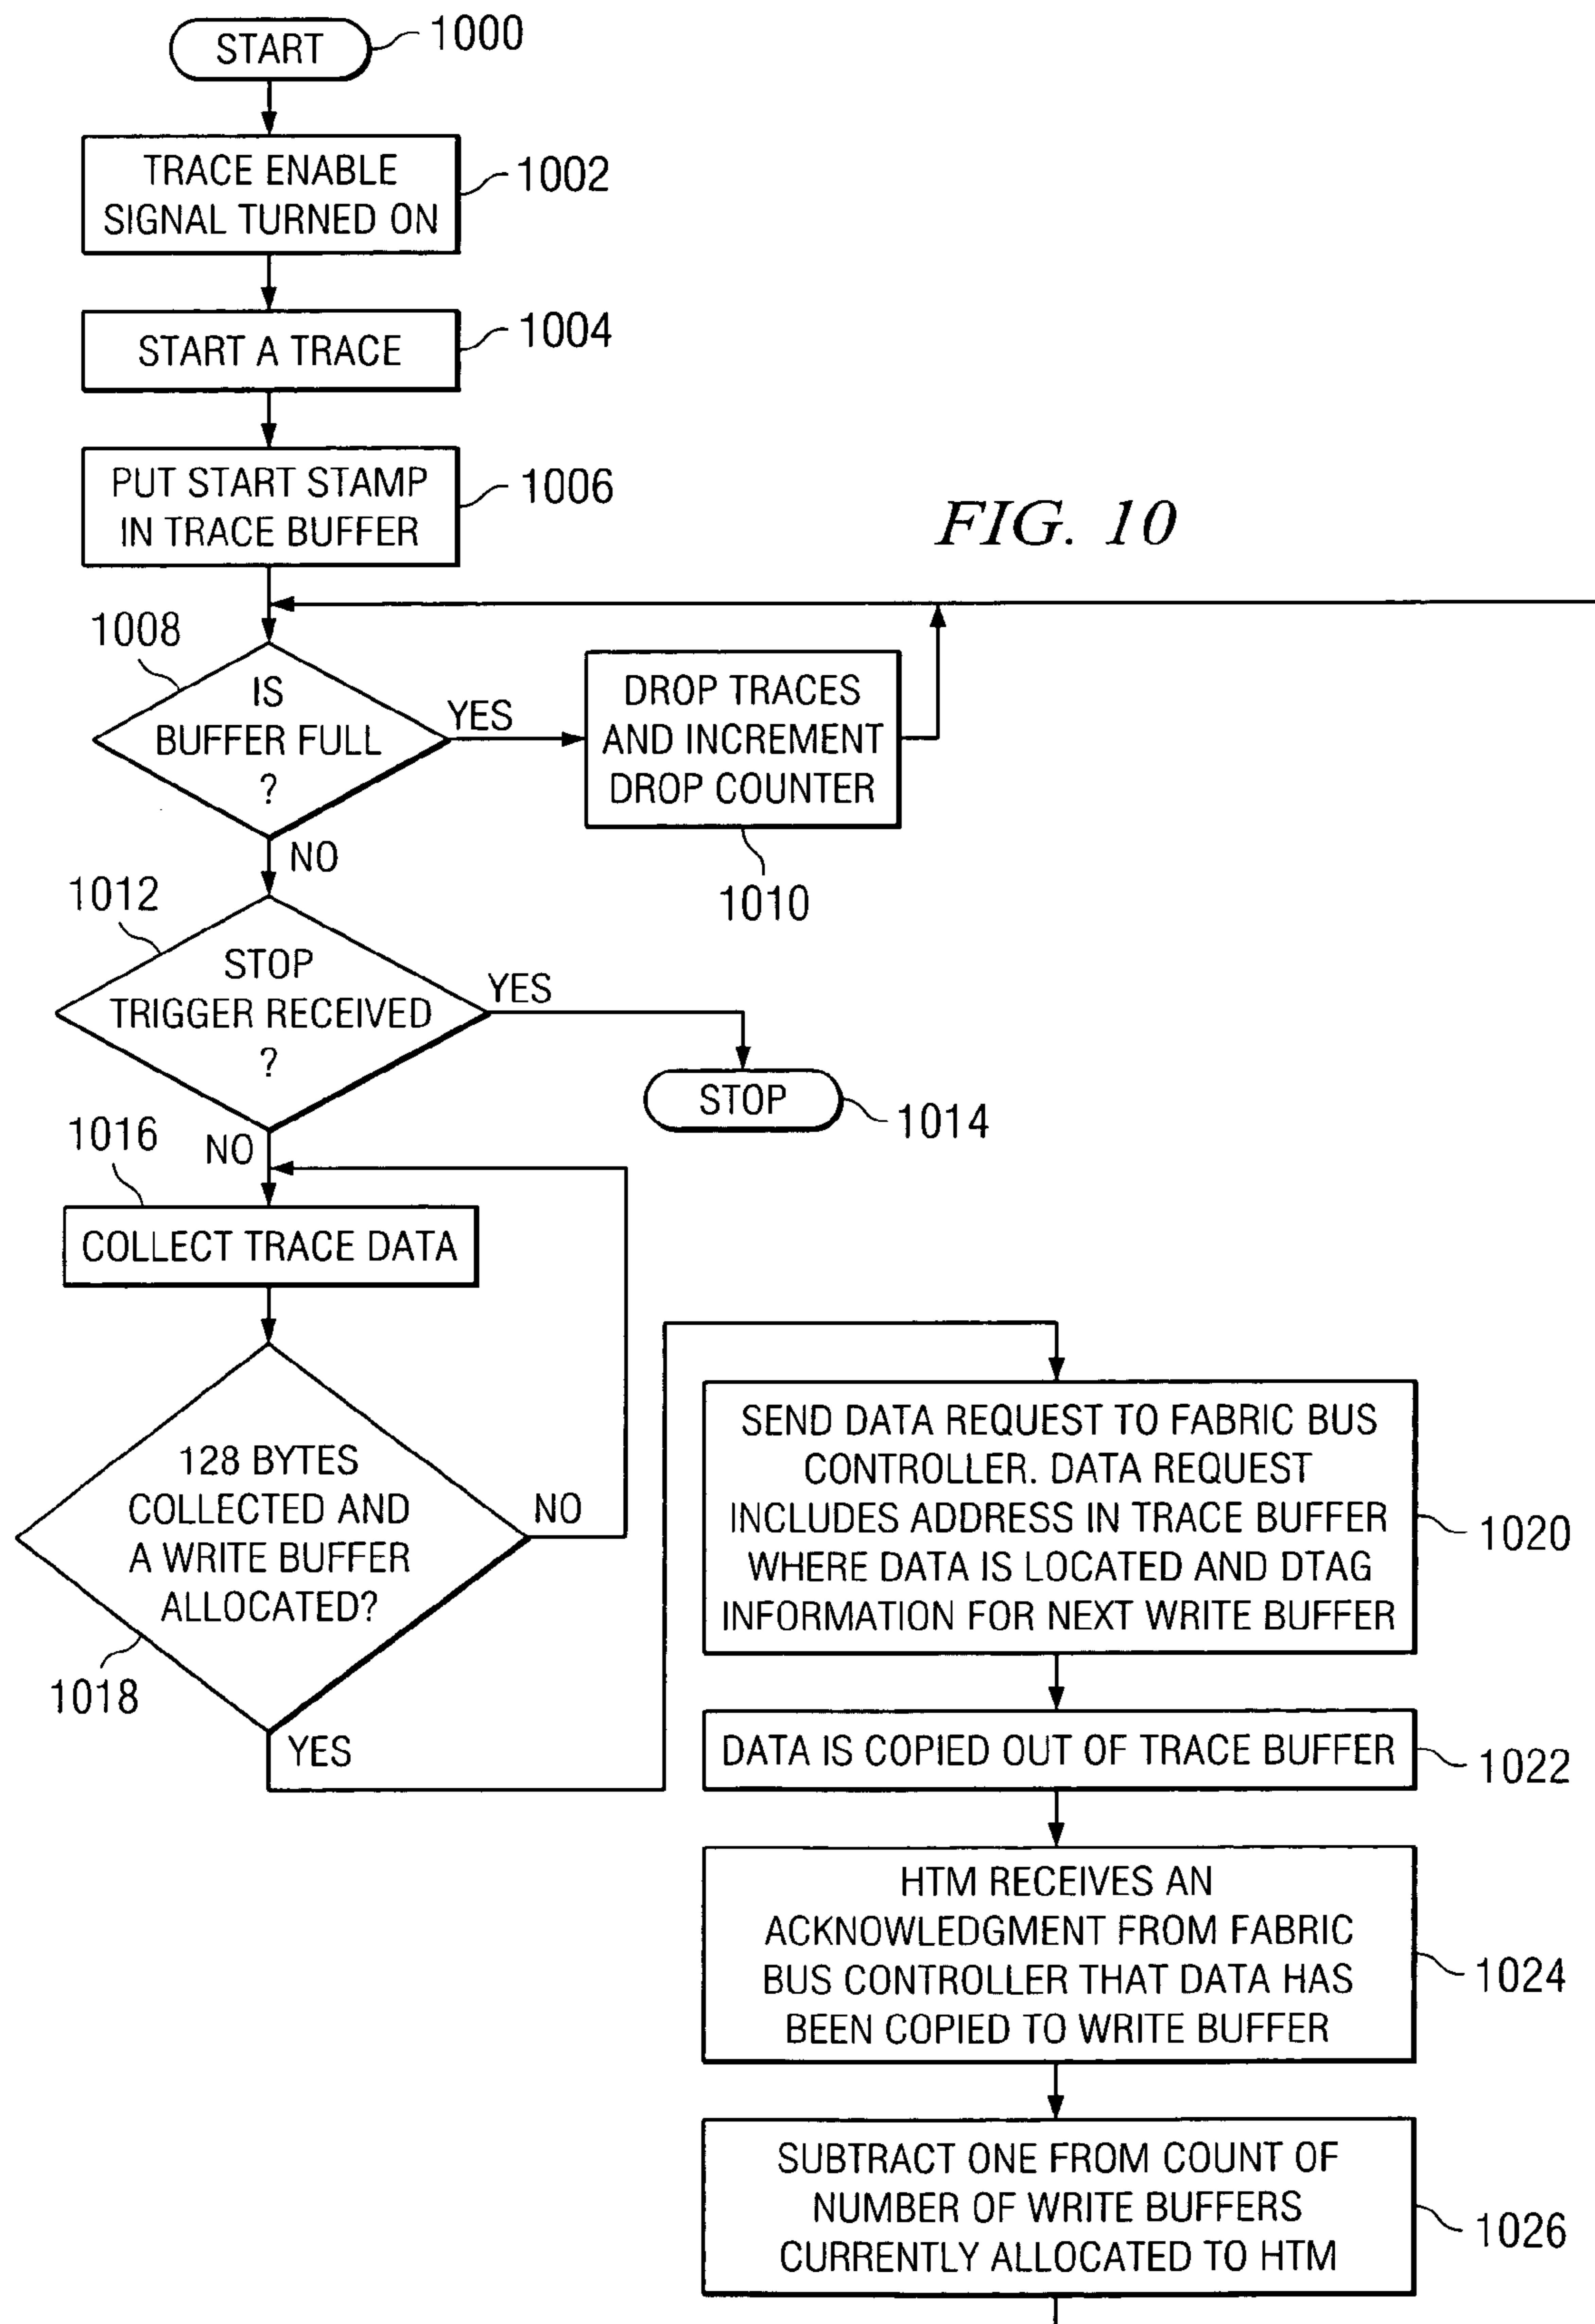 START
1000
TRACE ENABLE
SIGNAL TURNED ON
1002
START A TRACE
1004
PUT START STAMP
IN TRACE BUFFER
1006
FIG. 10
1008
IS
BUFFER FULL
?
YES
DROP TRACES
AND INCREMENT
DROP COUNTER
1010
NO
1012
STOP
TRIGGER RECEIVED
?
YES
STOP
1014
NO
1016
COLLECT TRACE DATA
128 BYTES
COLLECTED AND
A WRITE BUFFER
ALLOCATED?
NO
1018
YES
SEND DATA REQUEST TO FABRIC BUS
CONTROLLER. DATA REQUEST
INCLUDES ADDRESS IN TRACE BUFFER
WHERE DATA IS LOCATED AND DTAG
INFORMATION FOR NEXT WRITE BUFFER
1020
DATA IS COPIED OUT OF TRACE BUFFER
1022
HTM RECEIVES AN
ACKNOWLEDGMENT FROM FABRIC
BUS CONTROLLER THAT DATA HAS
BEEN COPIED TO WRITE BUFFER
1024
SUBTRACT ONE FROM COUNT OF
NUMBER OF WRITE BUFFERS
CURRENTLY ALLOCATED TO HTM
1026